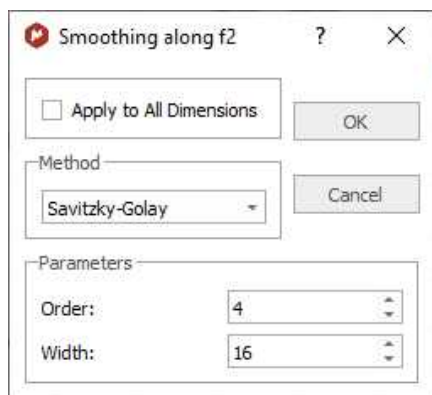 Smoothing along f2 ?
Apply to All Dimensions
OK
Method
Savitzky-Golay
Cancel
Parameters
Order: 4
Width: 16